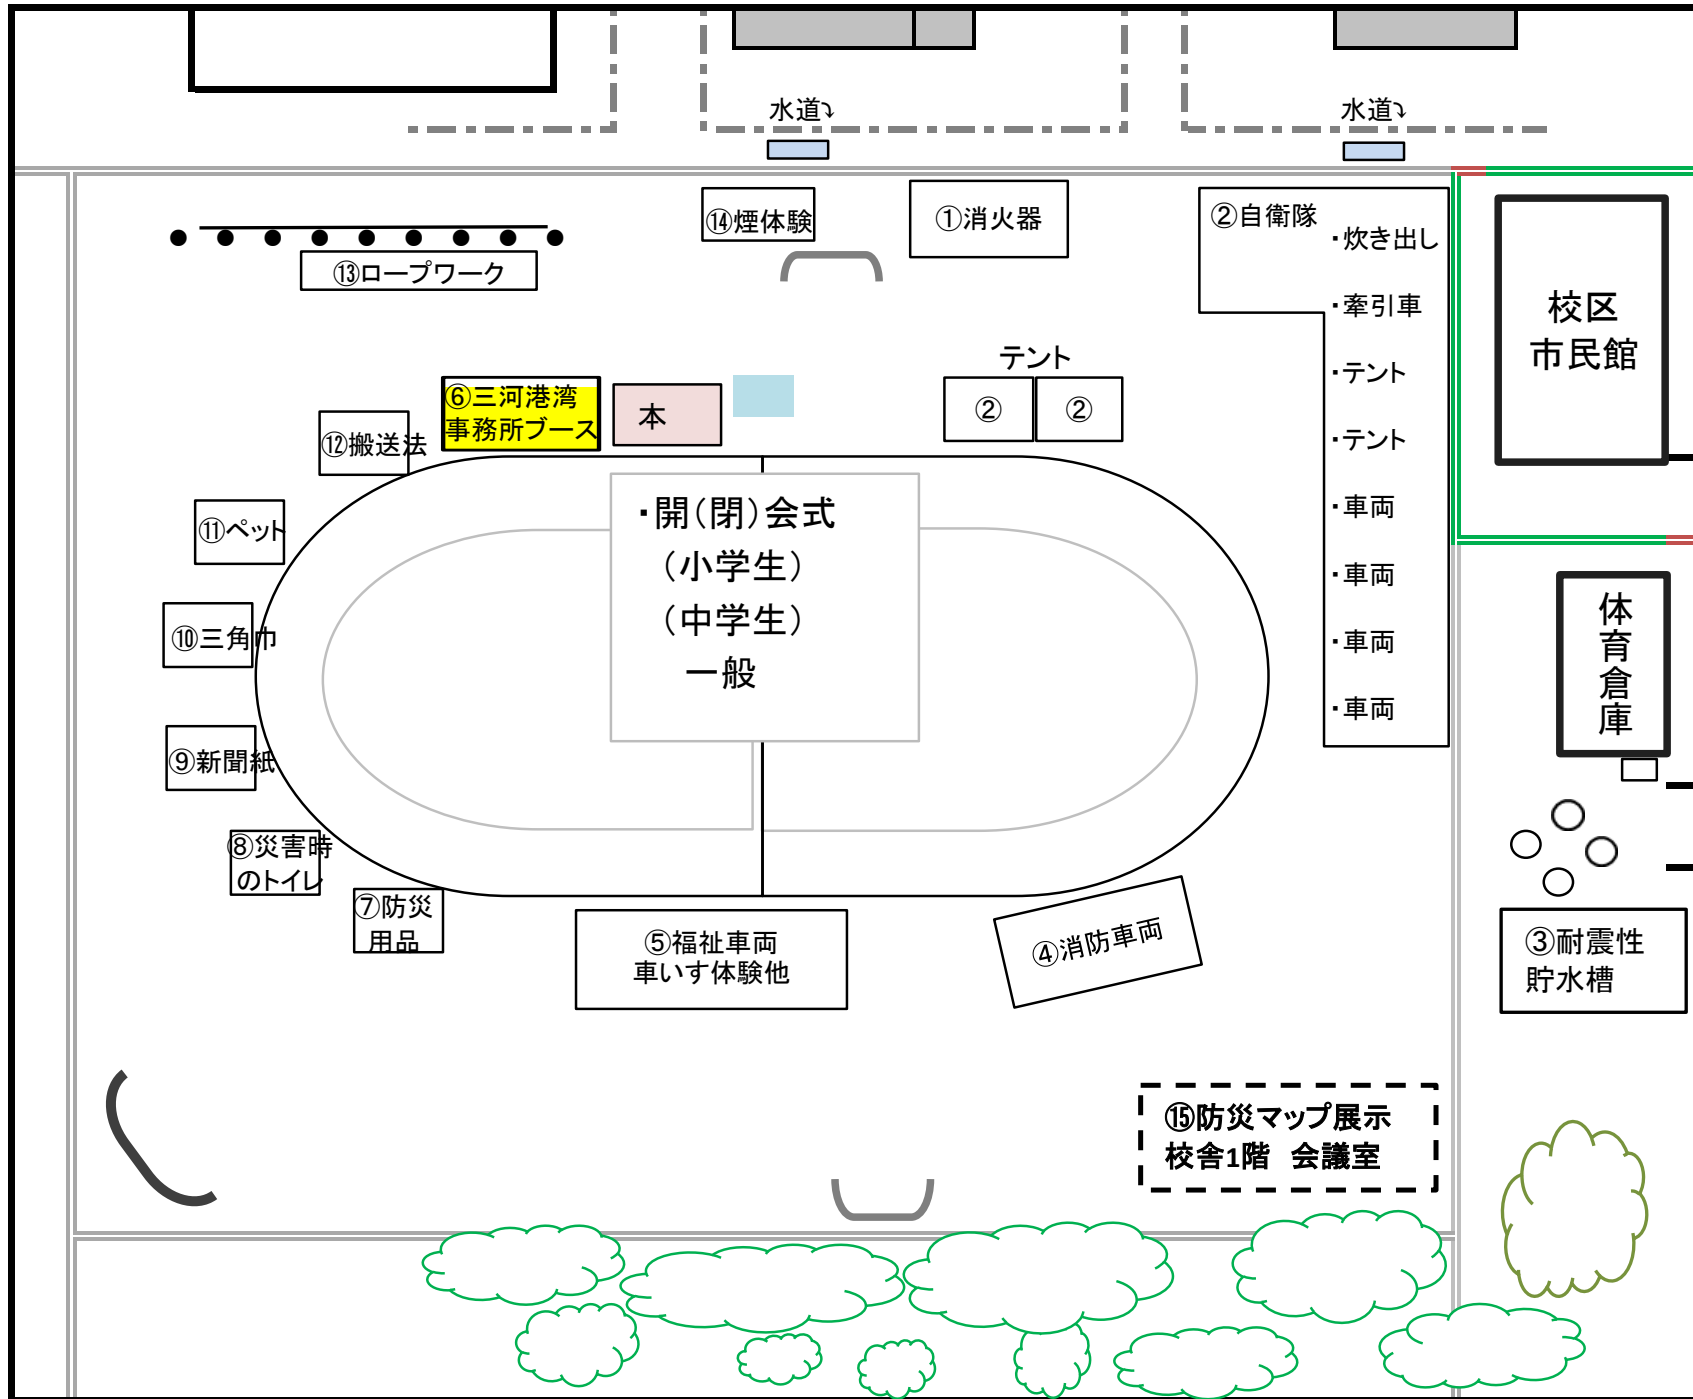 水道⤵
水道⤵
⑭煙体験
①消火器
②自衛隊
・炊き出し
・牽引車
・テント
・テント
・車両
・車両
・車両
・車両
⑬ロープワーク
校区
市民館
テント
②
②
⑥三河港湾
事務所ブース
本
⑫搬送法
・開(閉)会式
(小学生)
(中学生)
一般
⑪ペット
⑩三角巾
⑨新聞紙
⑧災害時
のトイレ
⑦防災
用品
⑤福祉車両
車いす体験他
④消防車両
体育倉庫
③耐震性
貯水槽
⑮防災マップ展示
校舎1階 会議室